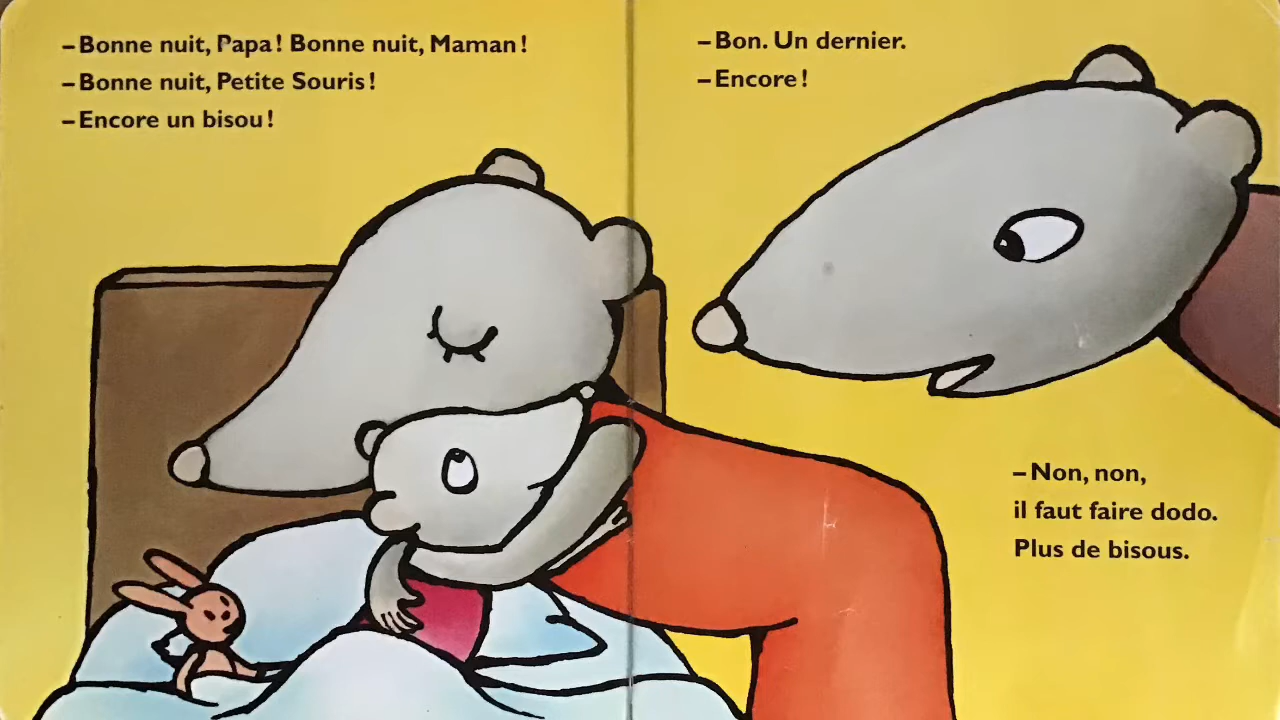 –Bonne nuit, Papa! Bonne nuit, Maman!
–Bonne nuit, Petite Souris!
–Encore un bisou!
–Bon. Un dernier.
–Encore!
–Non, non,
il faut faire dodo.
Plus de bisous.